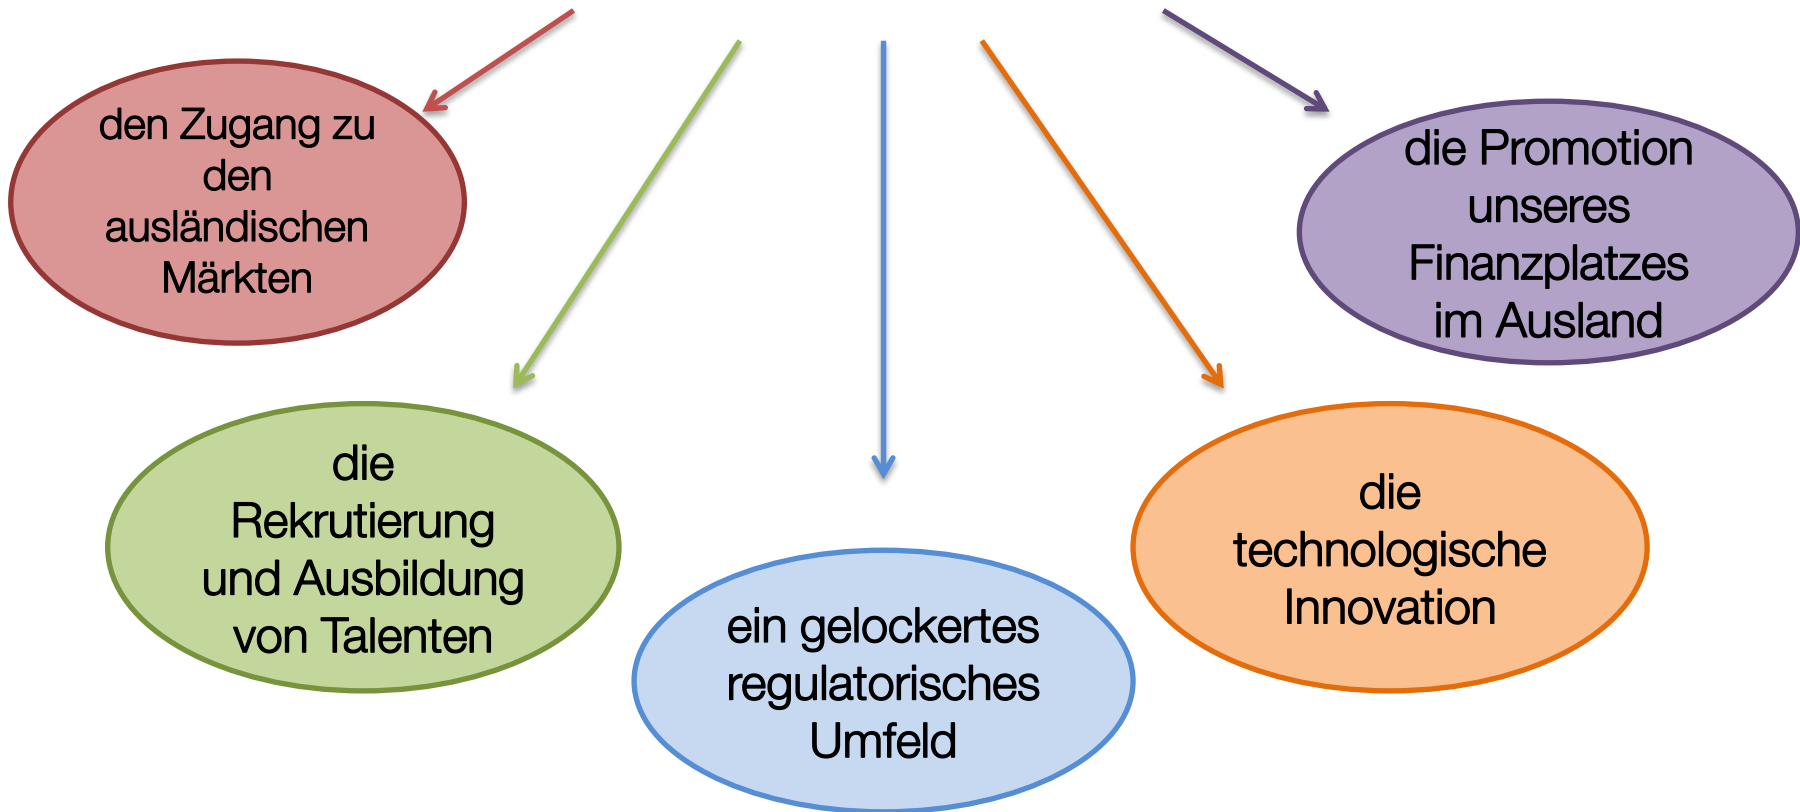 den Zugang zu
den
ausländischen
Märkten
die
Rekrutierung
und Ausbildung
von Talenten
ein gelockertes
regulatorisches
Umfeld
die
technologische
Innovation
die Promotion
unseres
Finanzplatzes
im Ausland